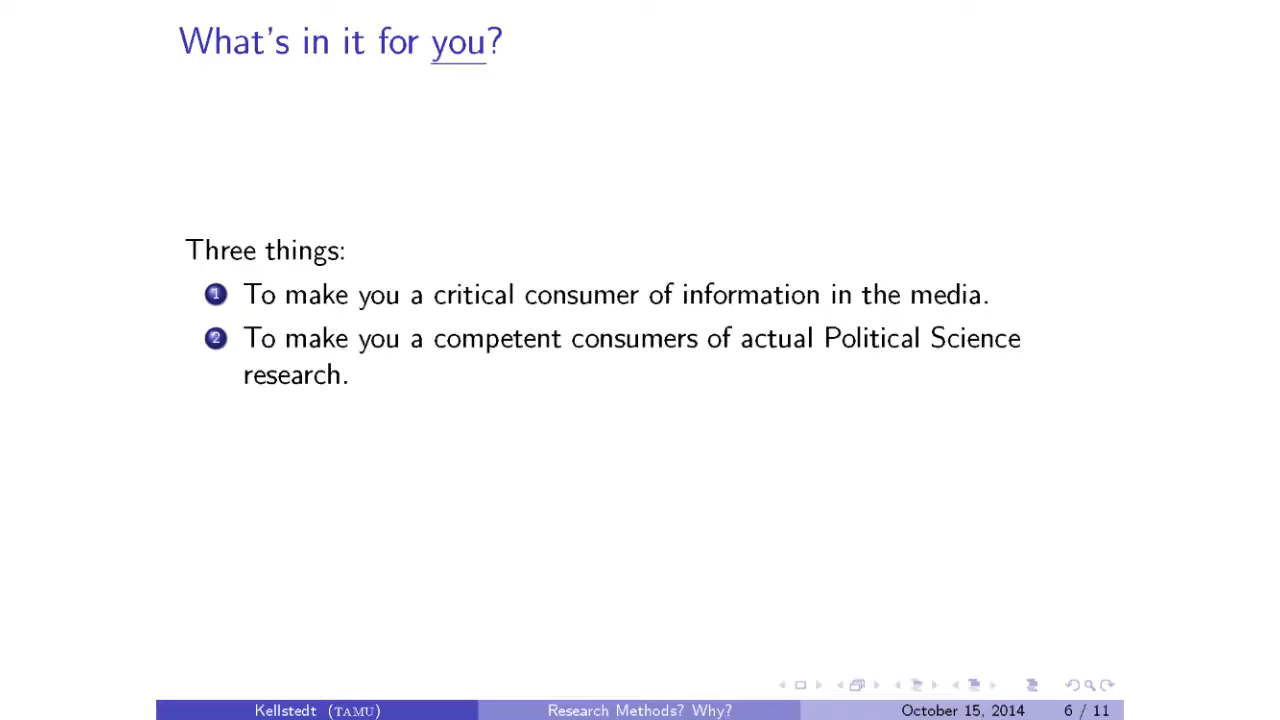 What's in it for you?
Three things:
1 To make you a critical consumer of information in the media.
2 To make you a competent consumers of actual Political Science
research.
Kellstedt (TAMU) Research Methods? Why? October 15, 2014 6 / 11